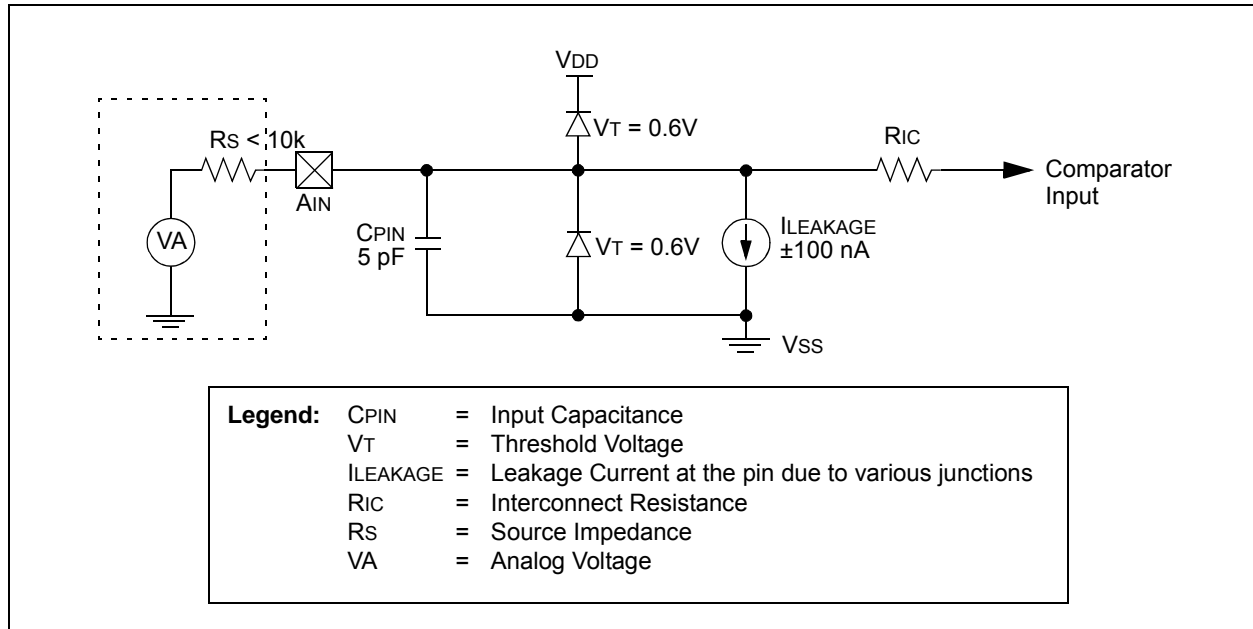 VDD
VT = 0.6V
RS < 10k
RIC
AIN
Comparator
Input
CPIN
5 pF
VA
VT = 0.6V
ILEAKAGE
±100 nA
VSS
Legend: CPIN = Input Capacitance
VT = Threshold Voltage
ILEAKAGE = Leakage Current at the pin due to various junctions
RIC = Interconnect Resistance
RS = Source Impedance
VA = Analog Voltage